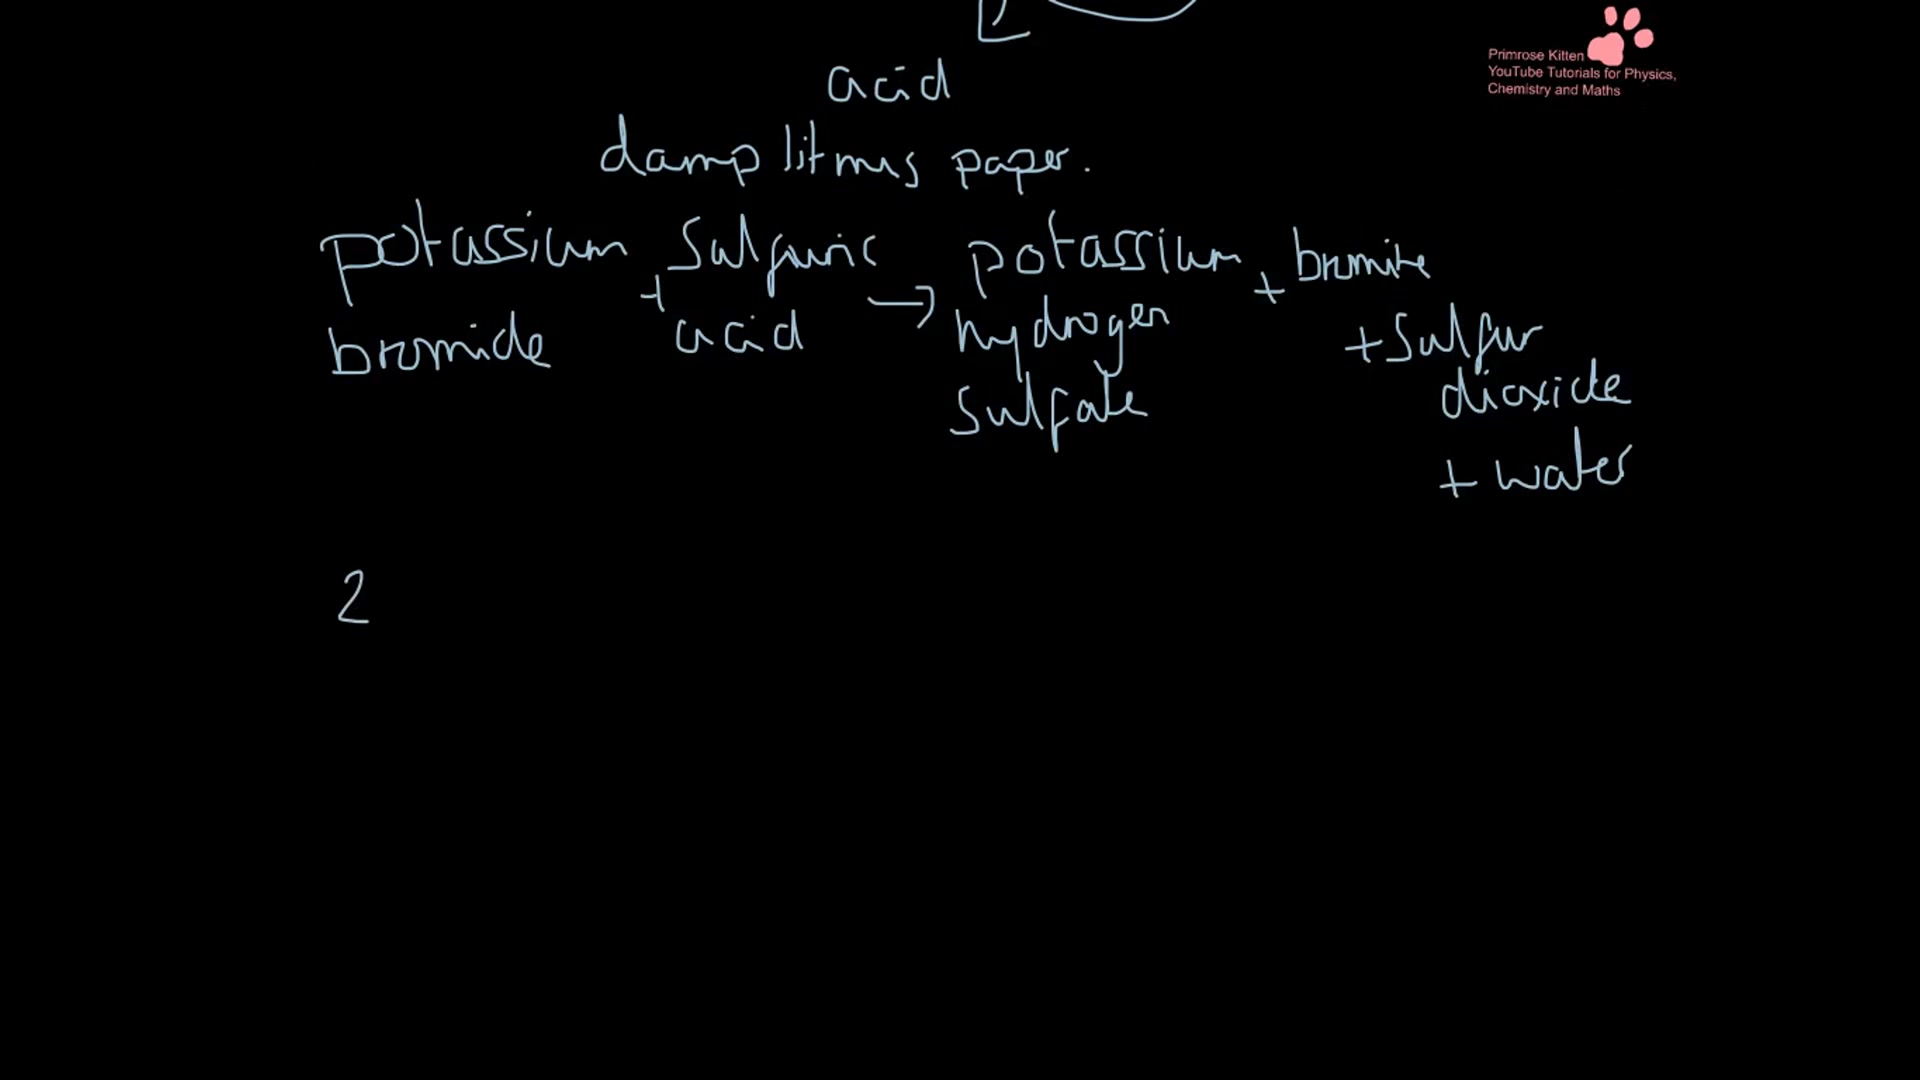 Primrose Kitten
YouTube Tutorials for Physics,
Chemistry and Maths
acid
damp litmus paper.
potassium + sulfuric → potassium + bromine
bromide acid hydrogen + sulfur
sulfate dioxide
+ water
2